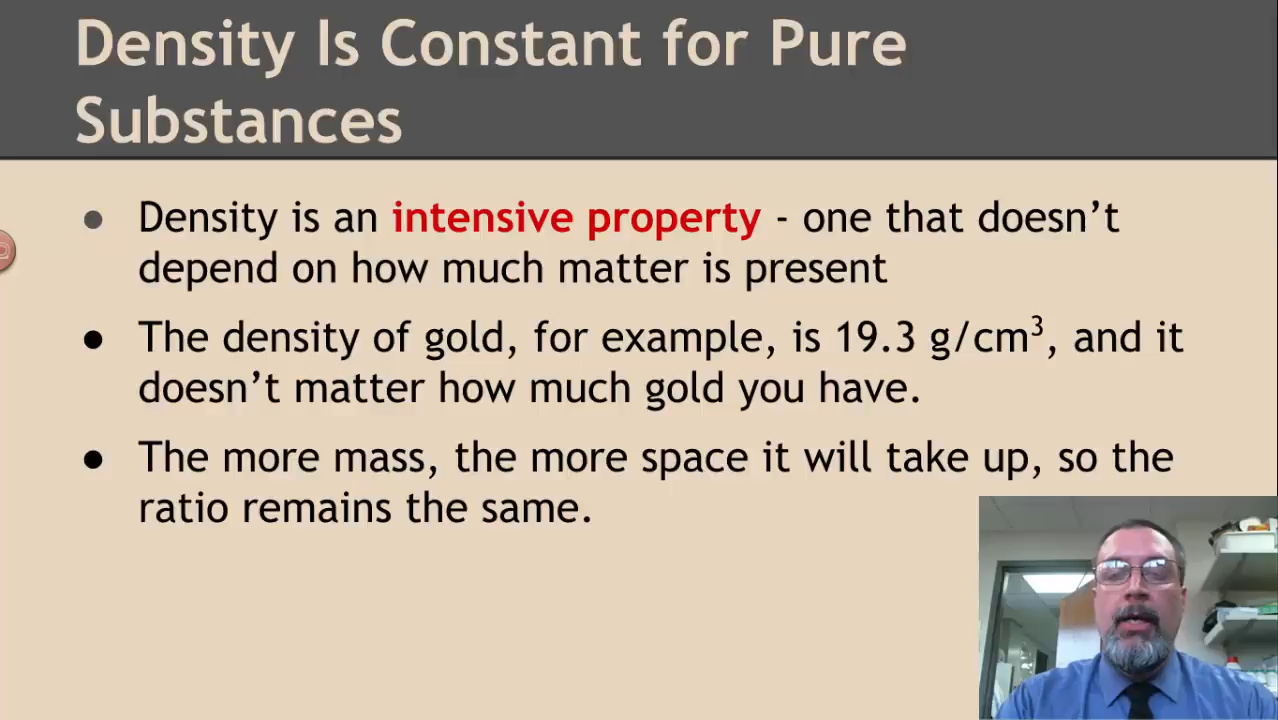 Density Is Constant for Pure
Substances
● Density is an intensive property - one that doesn’t
depend on how much matter is present
● The density of gold, for example, is 19.3 g/cm³, and it
doesn’t matter how much gold you have.
● The more mass, the more space it will take up, so the
ratio remains the same.